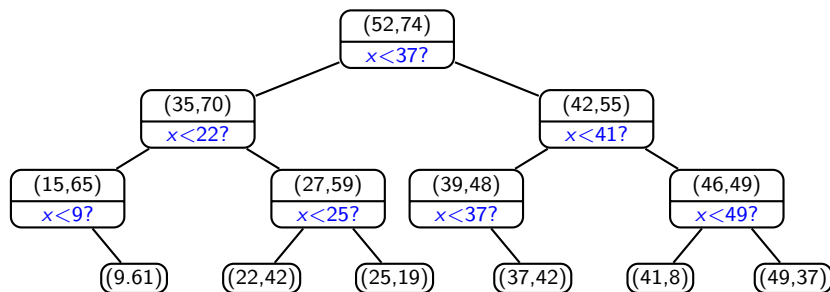 (52,74)
x<37?
(35,70)
x<22?
(42,55)
x<41?
(15,65)
x<9?
(27,59)
x<25?
(39,48)
x<37?
(46,49)
x<49?
(9.61)
(22,42)
(25,19)
(37,42)
(41,8)
(49,37)